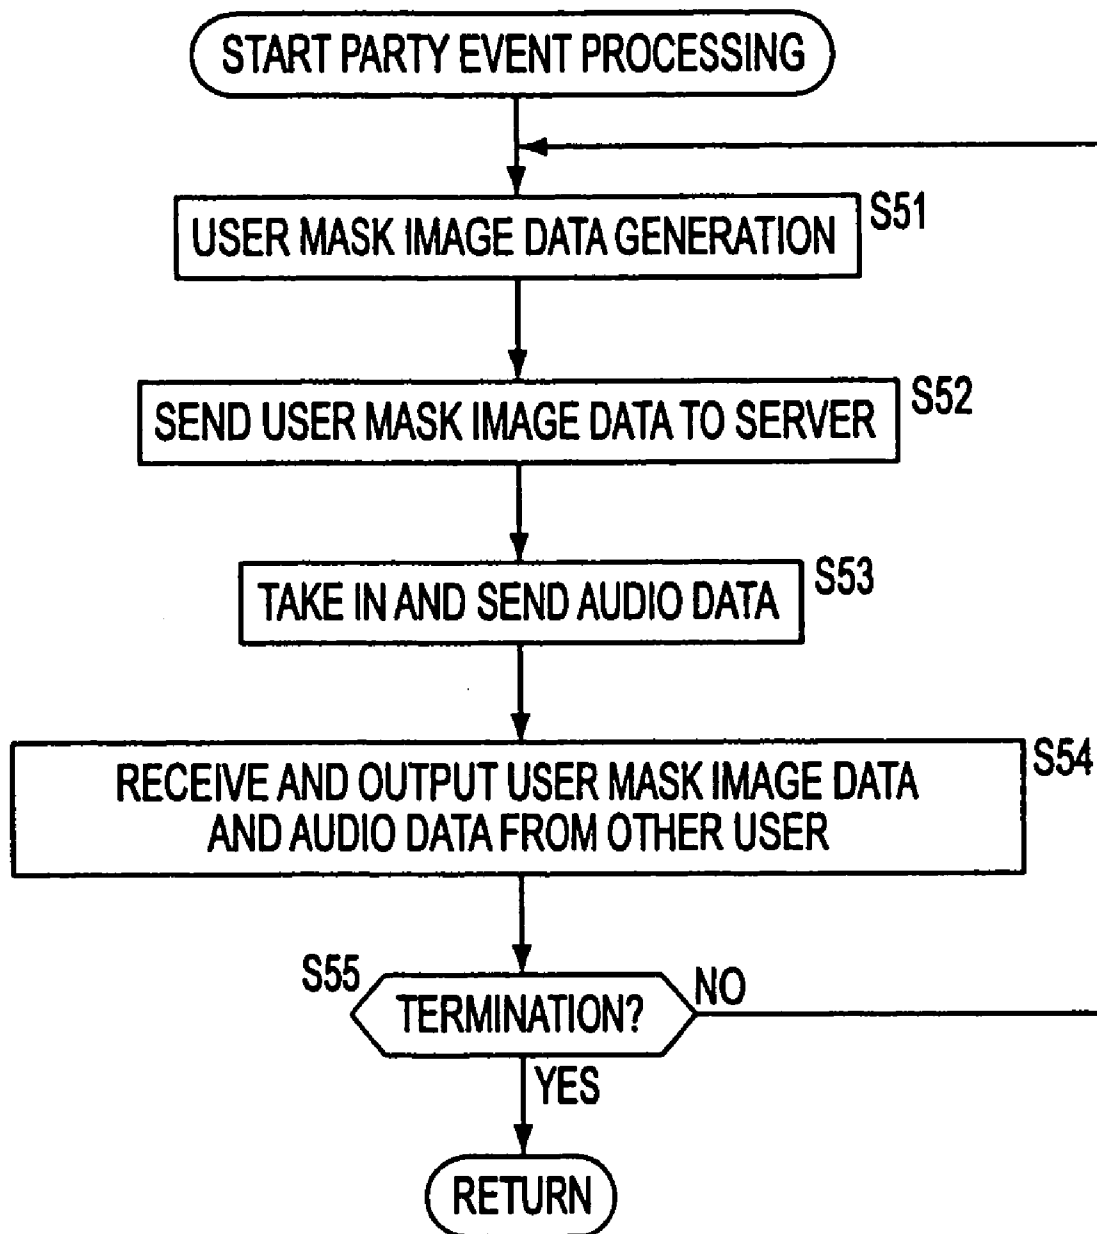 START PARTY EVENT PROCESSING
USER MASK IMAGE DATA GENERATION
S51
SEND USER MASK IMAGE DATA TO SERVER
S52
TAKE IN AND SEND AUDIO DATA
S53
RECEIVE AND OUTPUT USER MASK IMAGE DATA
AND AUDIO DATA FROM OTHER USER
S54
S55
TERMINATION?
NO
YES
RETURN